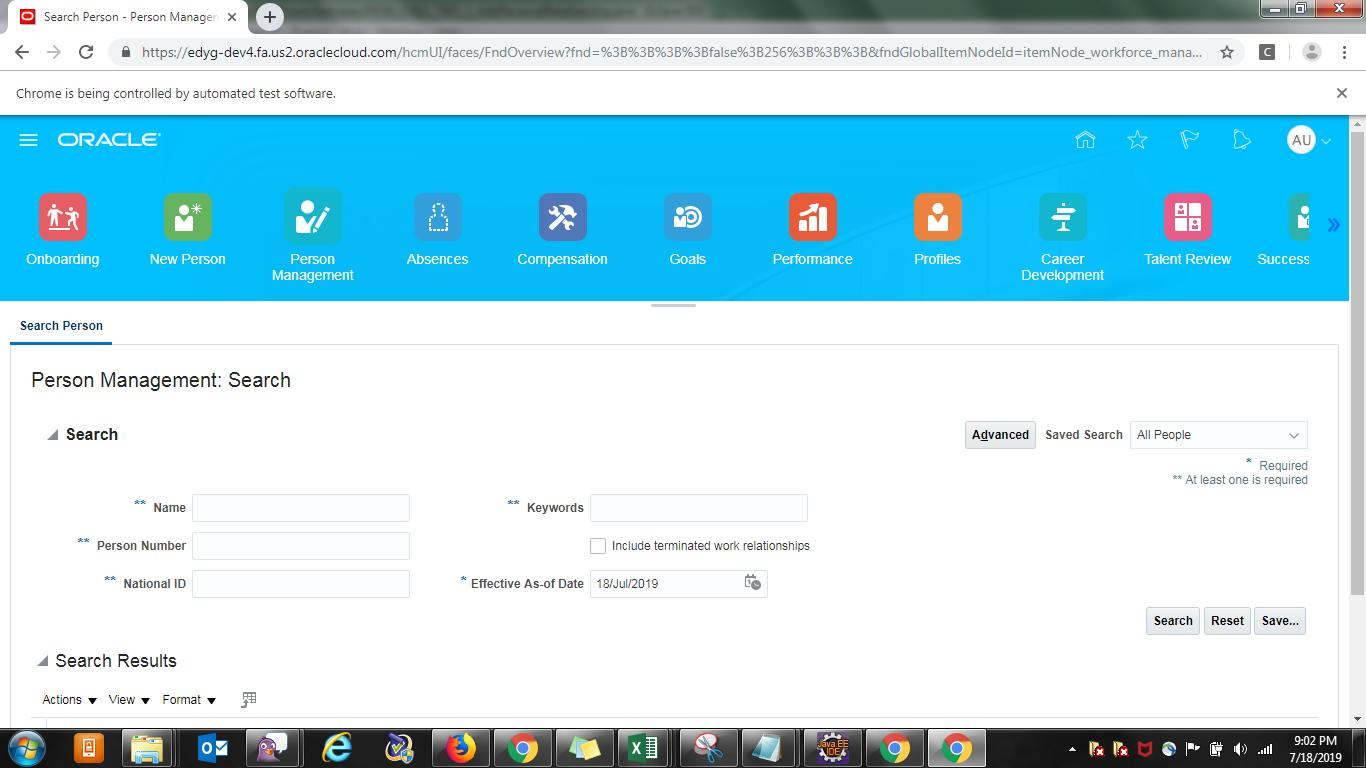 Search Person - Person Managem
https://edyg-dev4.fa.us2.oraclecloud.com/hcmUI/faces/FndOverview?fnd=%3B%3B%3B%3Bfalse%3B256%3B%3B%3B&fndGlobalItemNodeId=itemNode_workforce_mana...
C
Chrome is being controlled by automated test software.
ORACLE
AU
Onboarding
New Person
Person Management
Absences
Compensation
Goals
Performance
Profiles
Career Development
Talent Review
Success
Search Person
Person Management: Search
Search
Advanced Saved Search All People
* Required
** At least one is required
** Name
** Keywords
** Person Number
Include terminated work relationships
** National ID
* Effective As-of Date 18/Jul/2019
Search Reset Save...
Search Results
Actions View Format
Java EE IDE
9:02 PM
7/18/2019